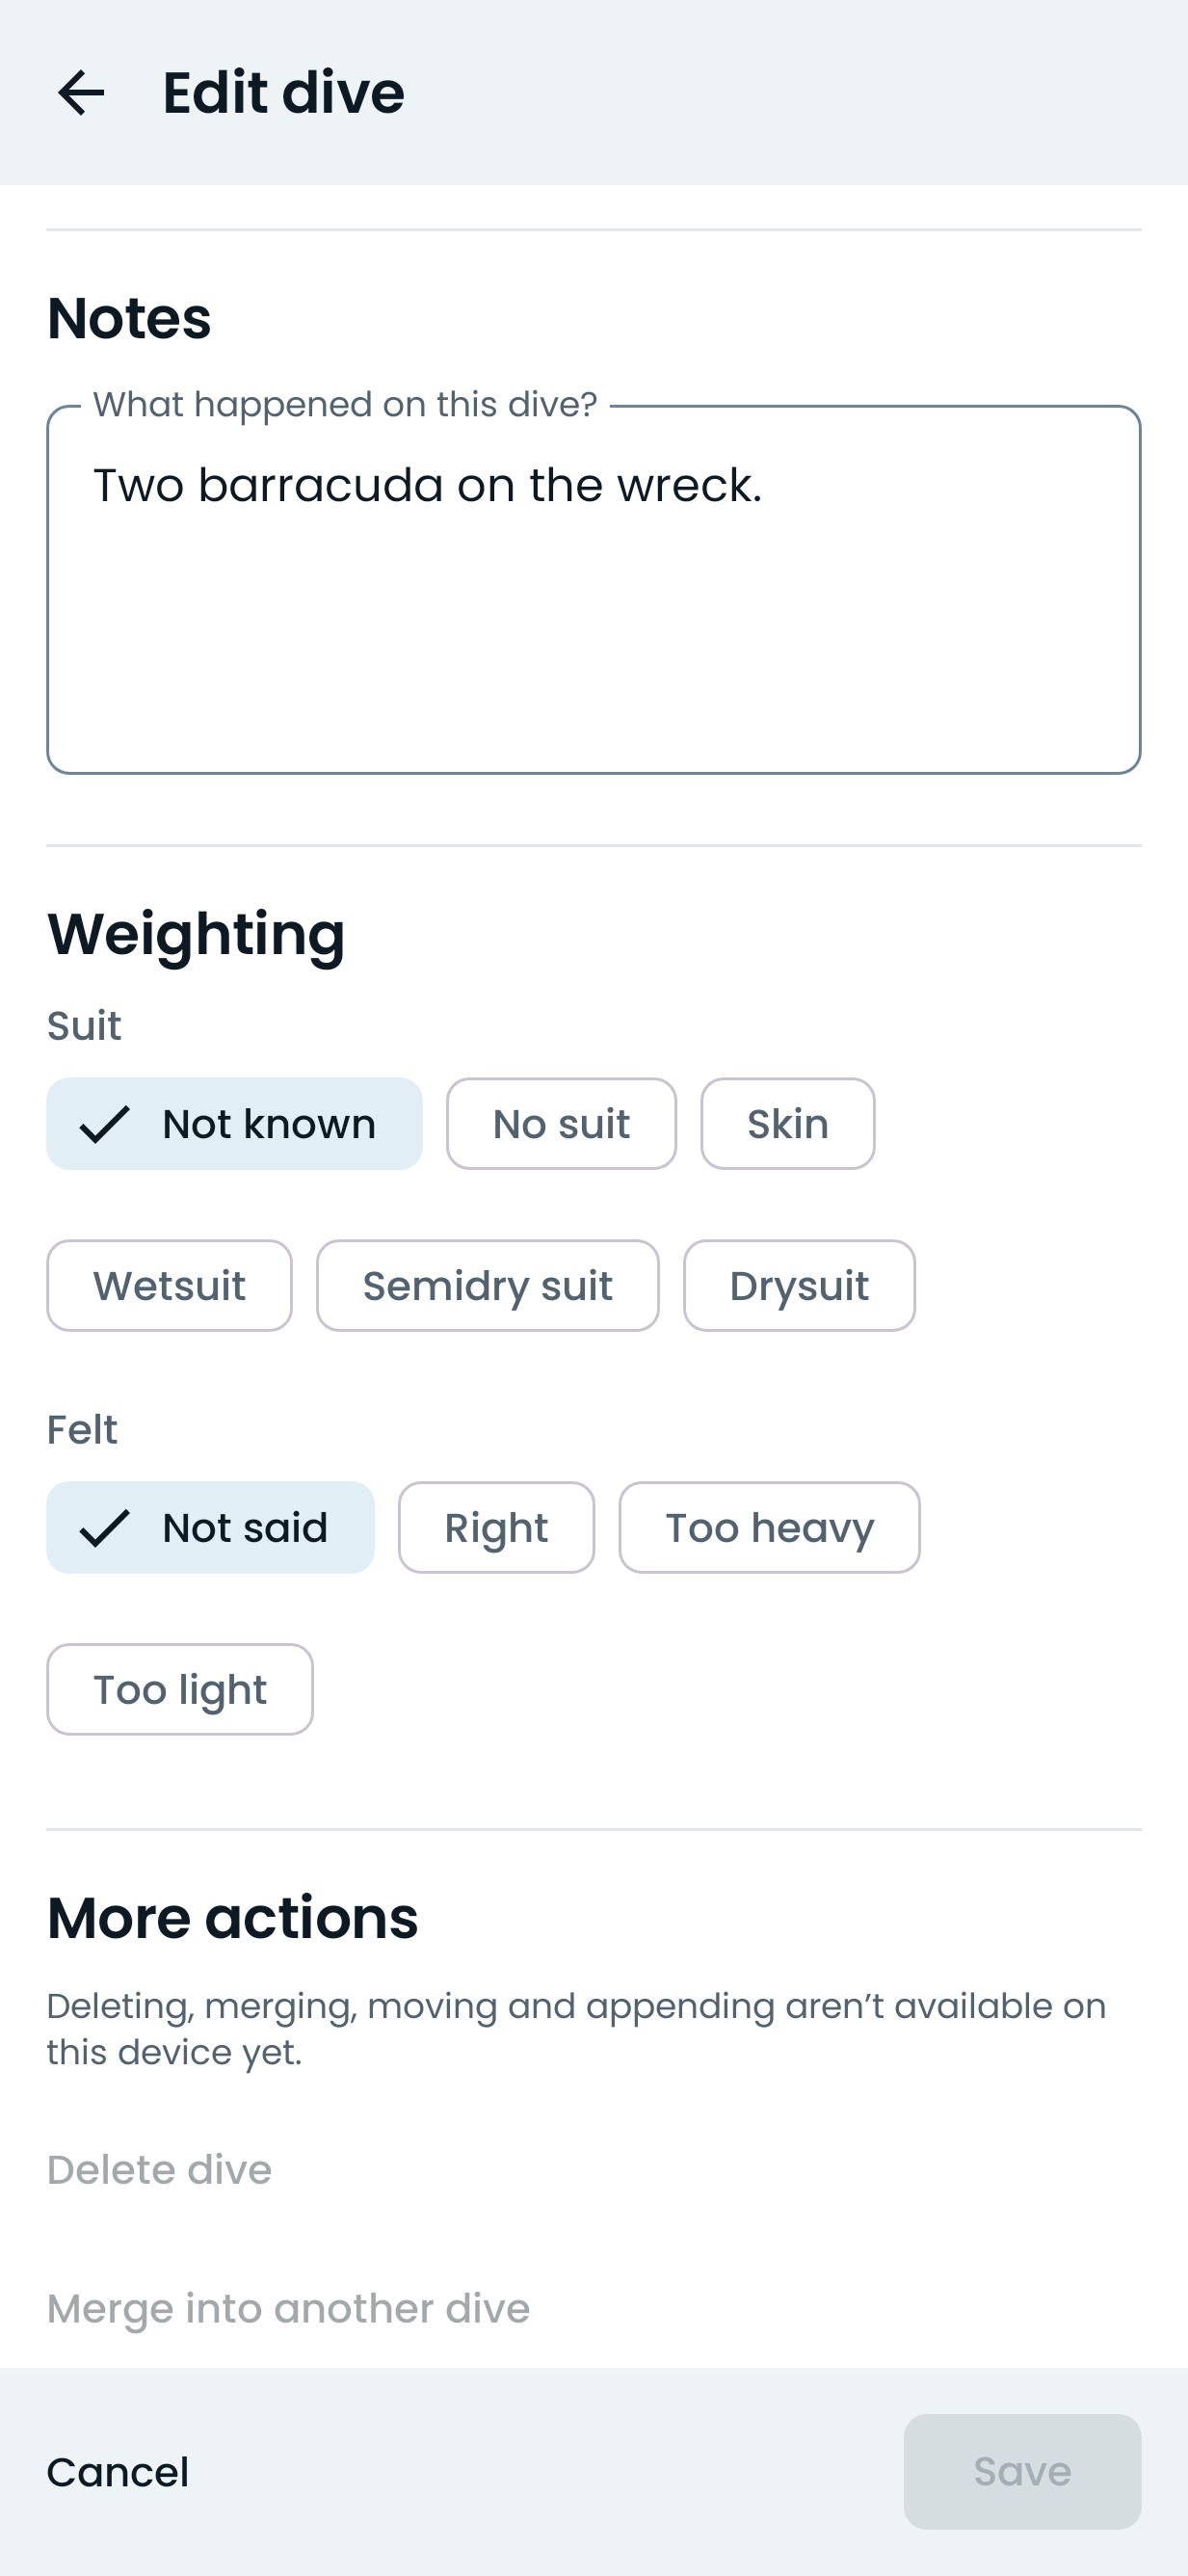 Edit dive
Notes
What happened on this dive?
Two barracuda on the wreck.
Weighting
Suit
Not known
No suit
Skin
Wetsuit
Semidry suit
Drysuit
Felt
Not said
Right
Too heavy
Too light
More actions
Deleting, merging, moving and appending aren’t available on
this device yet.
Delete dive
Merge into another dive
Cancel
Save